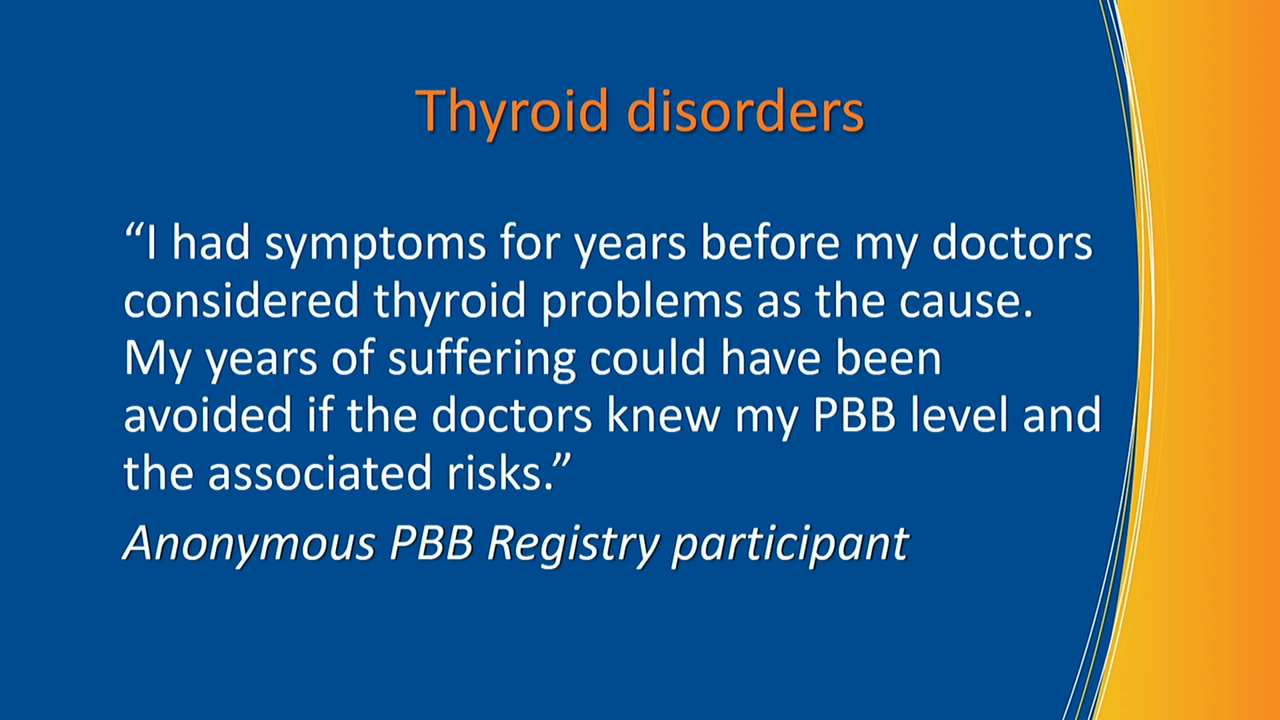 Thyroid disorders
“I had symptoms for years before my doctors
considered thyroid problems as the cause.
My years of suffering could have been
avoided if the doctors knew my PBB level and
the associated risks.”
Anonymous PBB Registry participant